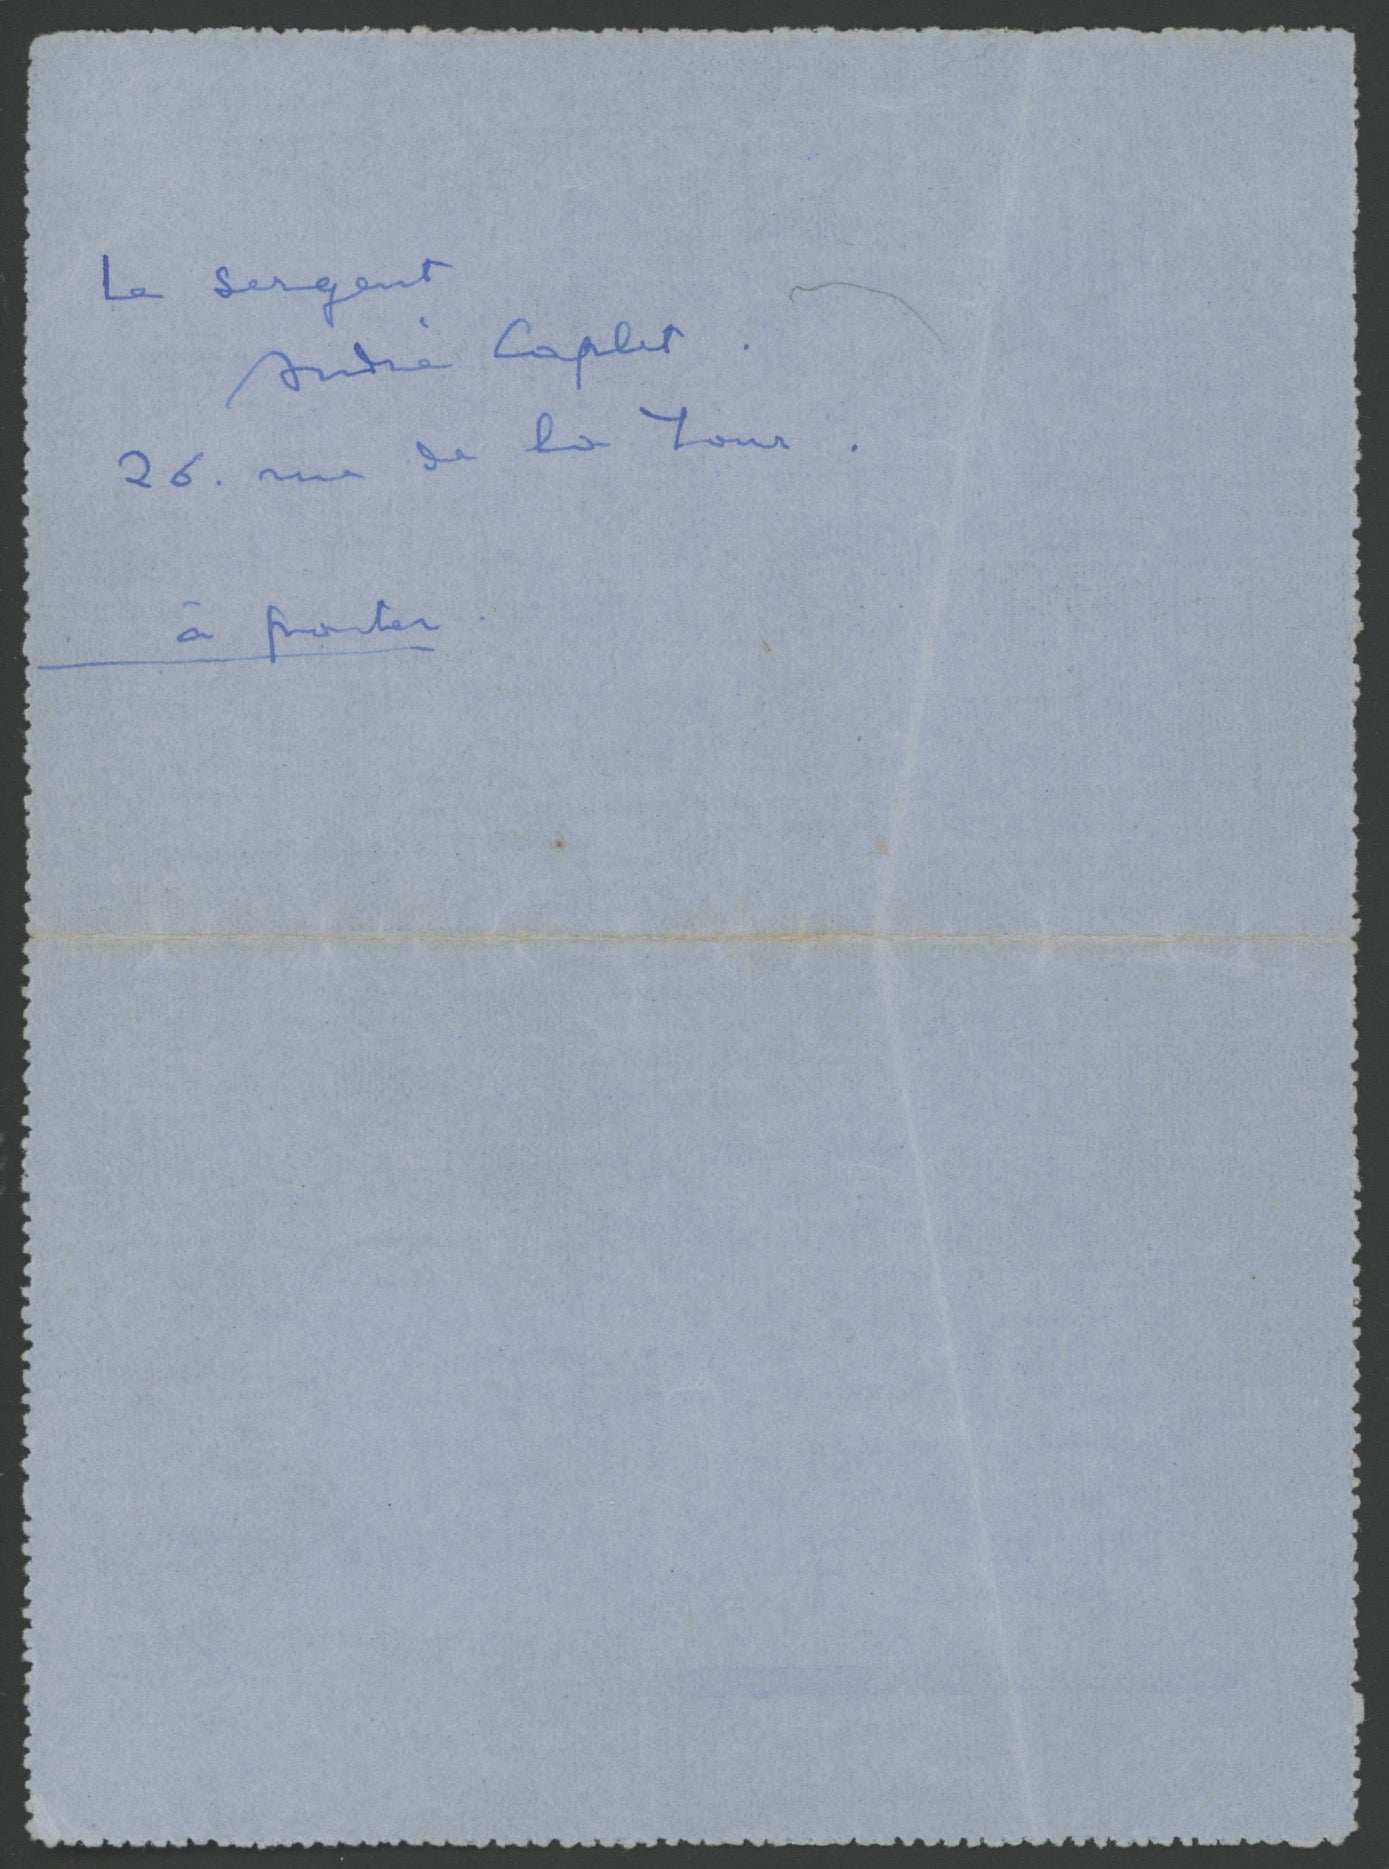 Le sergent
André Caplet.
26. rue de la Tour.
à porter.